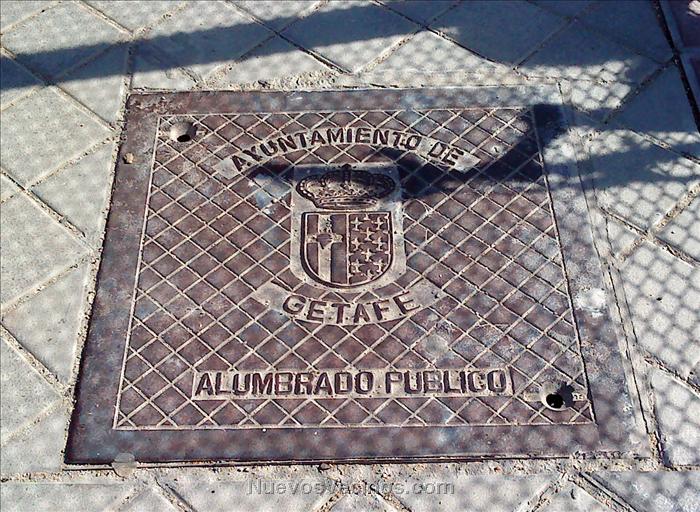 AYUNTAMIENTO DE
GETAFE
ALUMBRADO PUBLICO
NuevosVecinos.com